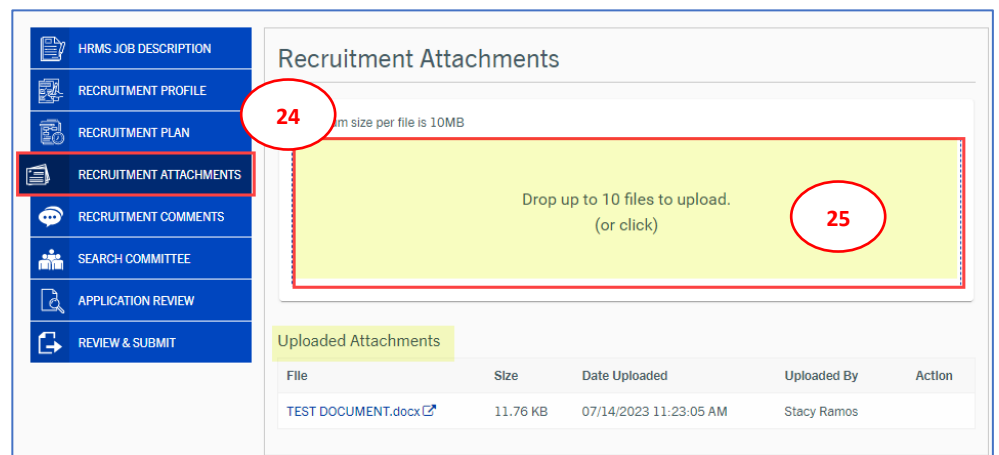 HRMS JOB DESCRIPTION
RECRUITMENT PROFILE
RECRUITMENT PLAN
RECRUITMENT ATTACHMENTS
RECRUITMENT COMMENTS
SEARCH COMMITTEE
APPLICATION REVIEW
REVIEW & SUBMIT
Recruitment Attachments
24
size per file is 10MB
Drop up to 10 files to upload.
(or click)
25
Uploaded Attachments
File Size Date Uploaded Uploaded By Action
TEST DOCUMENT.docx 11.76 KB 07/14/2023 11:23:05 AM Stacy Ramos